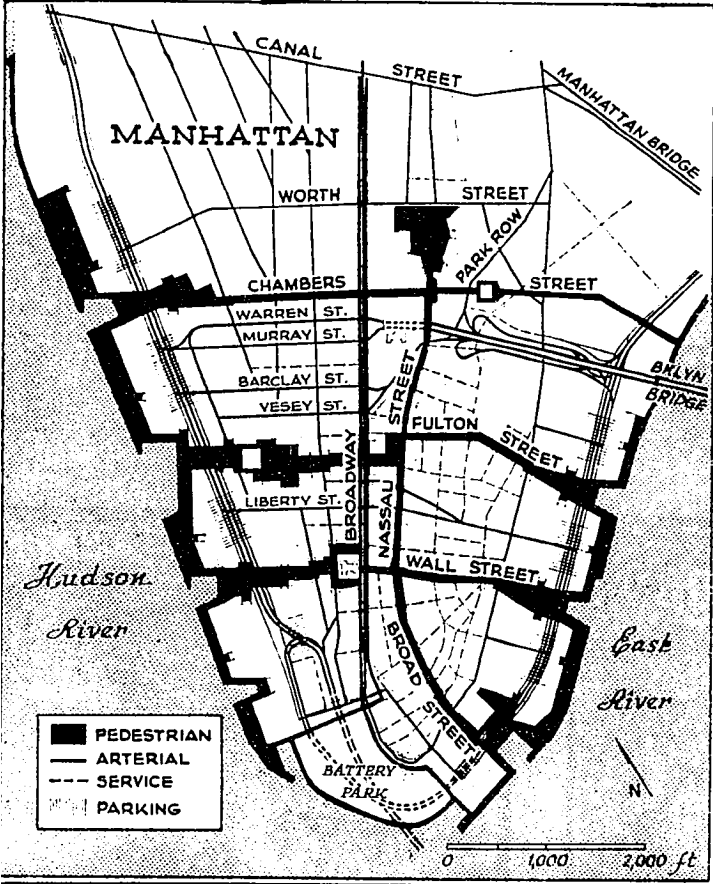 CANAL STREET
MANHATTAN BRIDGE
MANHATTAN
WORTH STREET
PARK ROW
CHAMBERS STREET
WARREN ST.
MURRAY ST.
BKLYN
BRIDGE
BARCLAY ST.
VESEY ST.
STREET
FULTON STREET
BROADWAY
NASSAU
LIBERTY ST.
WALL STREET
Hudson
River
BROAD STREET
East
River
PEDESTRIAN
ARTERIAL
SERVICE
PARKING
BATTERY
PARK
N
0 1,000 2,000 ft